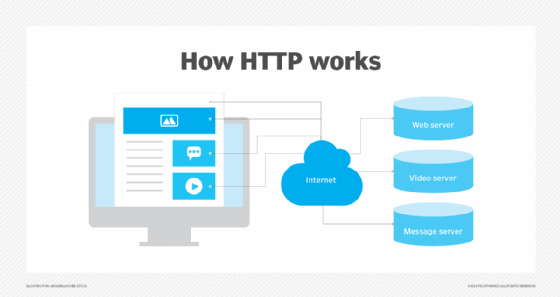 How HTTP works
Internet
Web server
Video server
Message server